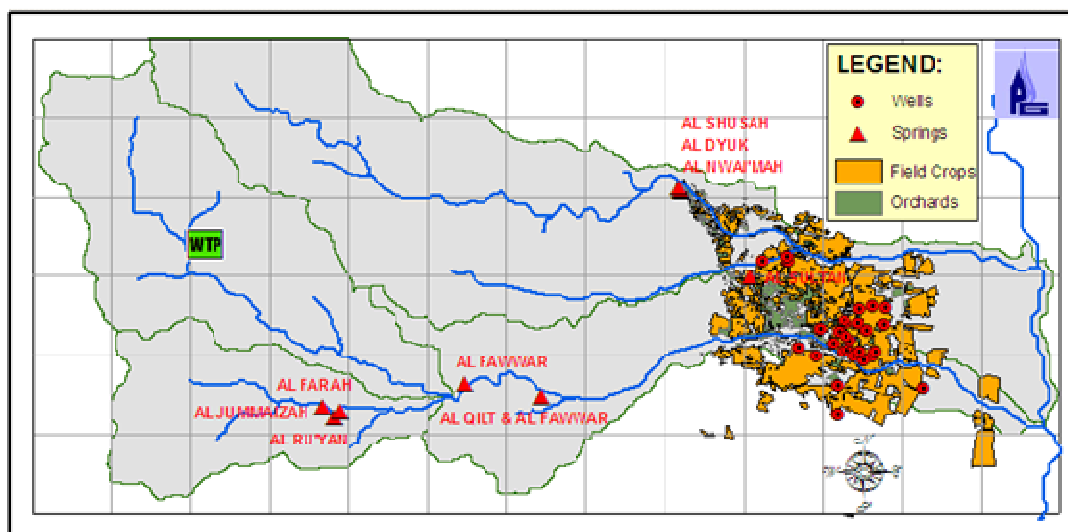 LEGEND:
Wells
Springs
Field Crops
Orchards
PG
AL SHUSAH
AL DYUK
AL NWAI'MAH
WTP
AL FAWWAR
AL FARAH
AL JUMMAIZAH
AL QILT & AL FAWWAR